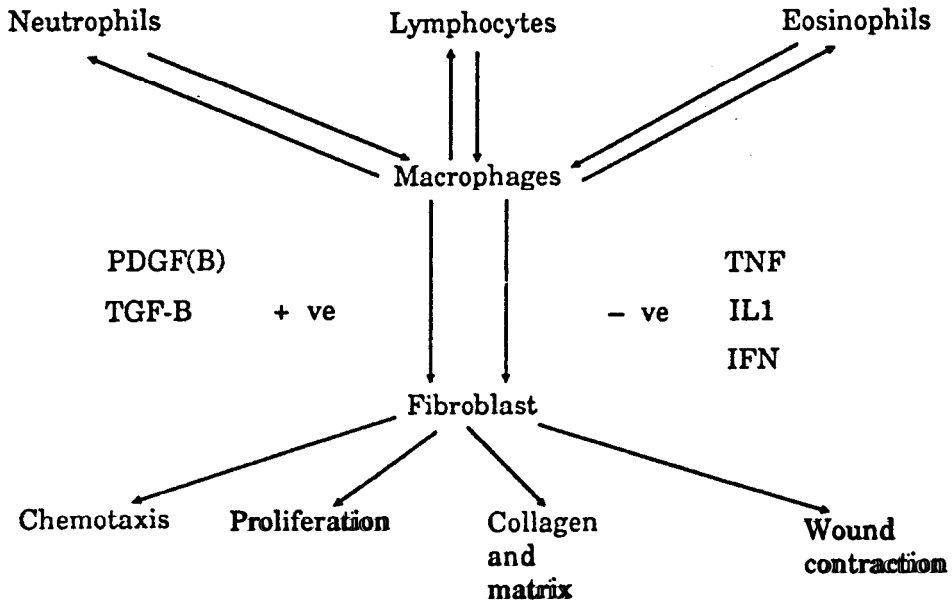 Neutrophils
Lymphocytes
Eosinophils
Macrophages
PDGF(B)
TNF
TGF-B
+ ve
- ve
IL1
IFN
Fibroblast
Chemotaxis
Proliferation
Collagen
and
matrix
Wound
contraction